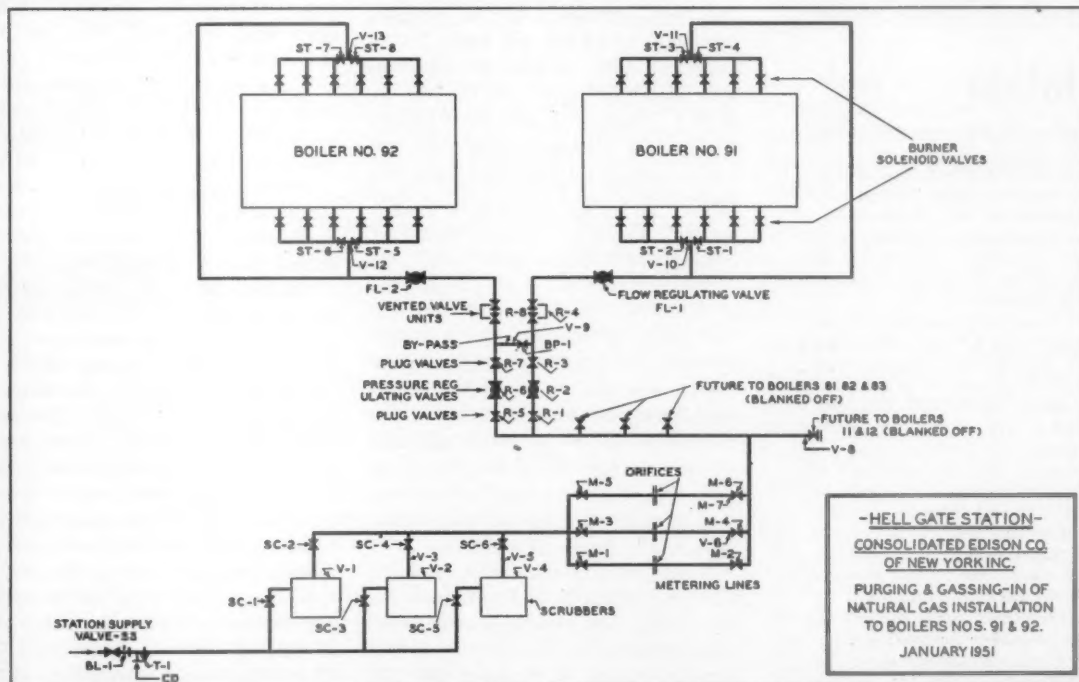 V-13
ST-7
ST-8
V-11
ST-3
ST-4
BOILER NO. 92
BOILER NO. 91
BURNER
SOLENOID VALVES
ST-6
ST-5
V-12
ST-2
ST-1
V-10
FL-2
FLOW REGULATING VALVE
FL-1
VENTED VALVE
UNITS
R-8
R-4
V-9
BY-PASS
BP-1
PLUG VALVES
R-7
R-3
PRESSURE REG
ULATING VALVES
R-6
R-2
PLUG VALVES
R-5
R-1
FUTURE TO BOILERS 81 82 & 83
(BLANKED OFF)
FUTURE TO BOILERS
11 & 12 (BLANKED OFF)
V-8
ORIFICES
M-5
M-6
M-7
M-3
M-4
V-6
M-1
M-2
METERING LINES
SC-2
SC-4
SC-6
V-1
V-3
V-2
V-5
V-4
SC-1
SC-3
SC-5
SCRUBBERS
STATION SUPPLY
VALVE-SS
BL-1
T-1
-HELL GATE STATION-
CONSOLIDATED EDISON CO.
OF NEW YORK INC.
PURGING & GASSING-IN OF
NATURAL GAS INSTALLATION
TO BOILERS NOS. 91 & 92.
JANUARY 1951